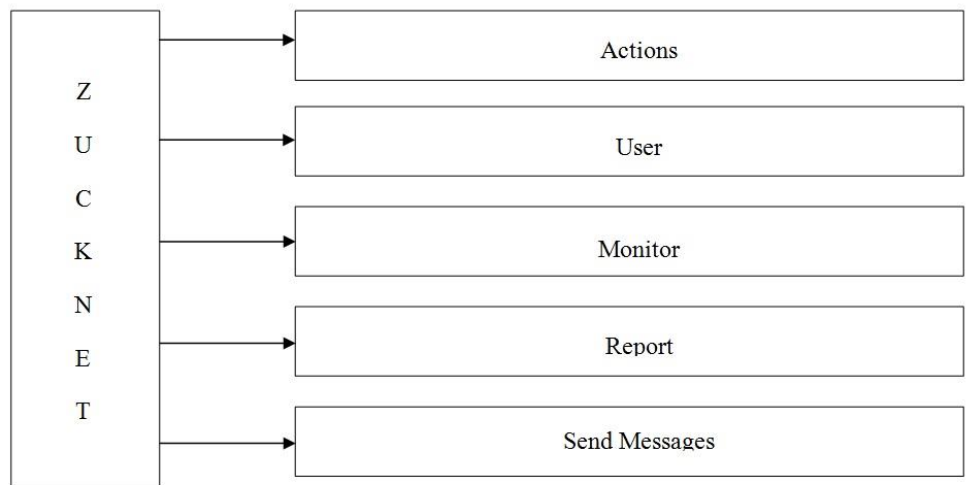 Z
U
C
K
N
E
T
Actions
User
Monitor
Report
Send Messages